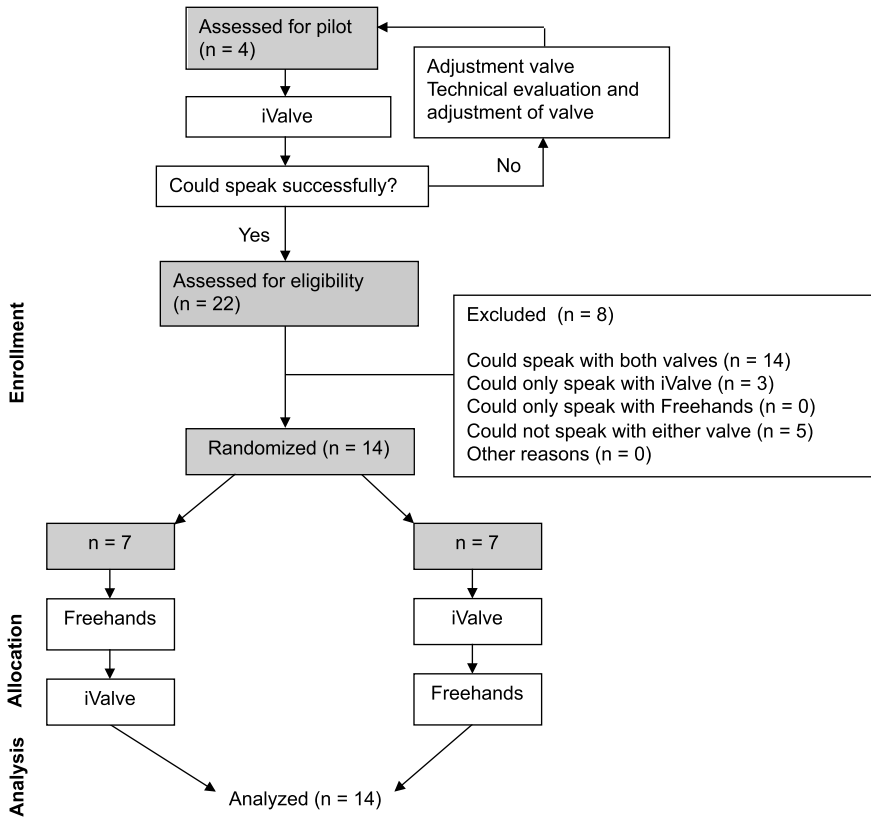 Assessed for pilot
(n = 4)
Adjustment valve
Technical evaluation and
adjustment of valve
iValve
No
Could speak successfully?
Yes
Assessed for eligibility
(n = 22)
Enrollment
Excluded (n = 8)
Could speak with both valves (n = 14)
Could only speak with iValve (n = 3)
Could only speak with Freehands (n = 0)
Could not speak with either valve (n = 5)
Other reasons (n = 0)
Randomized (n = 14)
n = 7
n = 7
Allocation
Freehands
iValve
iValve
Freehands
Analysis
Analyzed (n = 14)